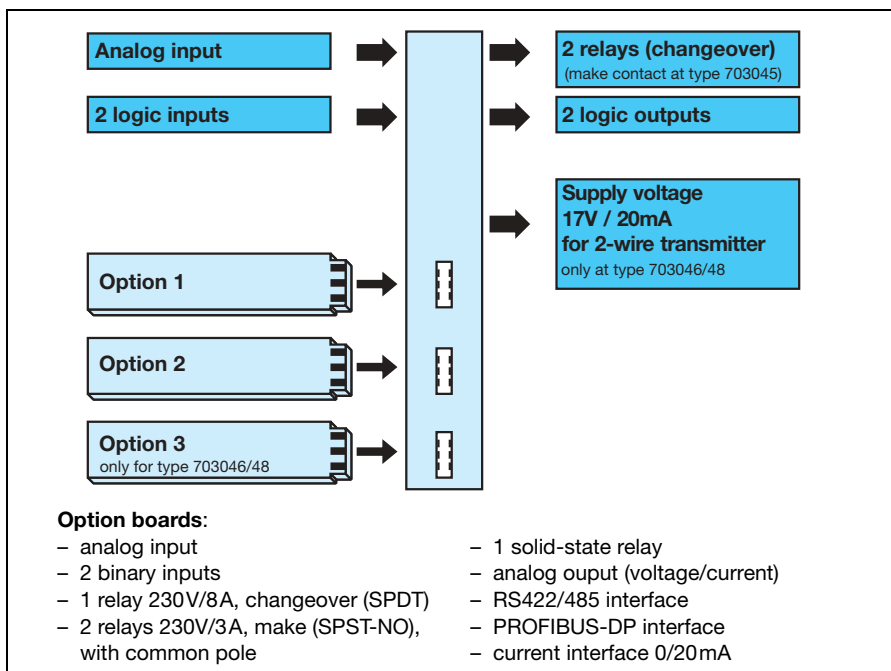 Analog input
2 relays (changeover)
(make contact at type 703045)
2 logic inputs
2 logic outputs
Supply voltage
17V / 20mA
for 2-wire transmitter
only at type 703046/48
Option 1
Option 2
Option 3
only for type 703046/48
Option boards:
– analog input
– 2 binary inputs
– 1 relay 230V/8A, changeover (SPDT)
– 2 relays 230V/3A, make (SPST-NO),
with common pole
– 1 solid-state relay
– analog ouput (voltage/current)
– RS422/485 interface
– PROFIBUS-DP interface
– current interface 0/20mA